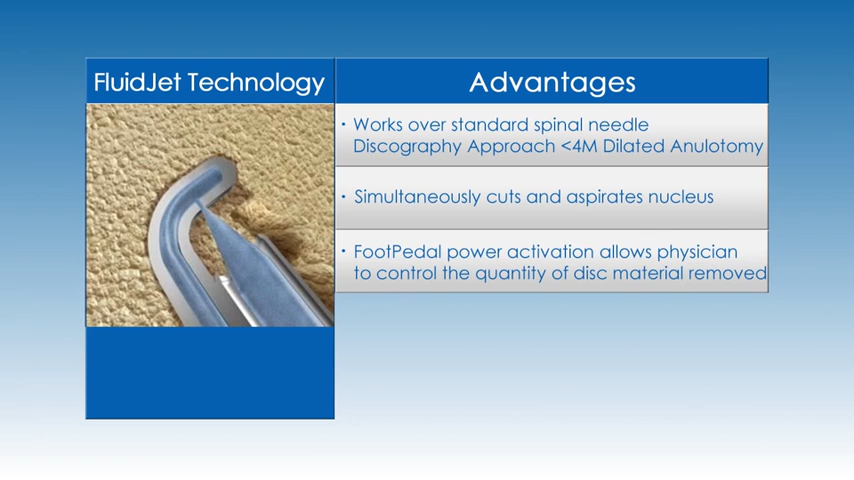 FluidJet Technology
Advantages
• Works over standard spinal needle
Discography Approach <4M Dilated Anulotomy
• Simultaneously cuts and aspirates nucleus
• FootPedal power activation allows physician
to control the quantity of disc material removed